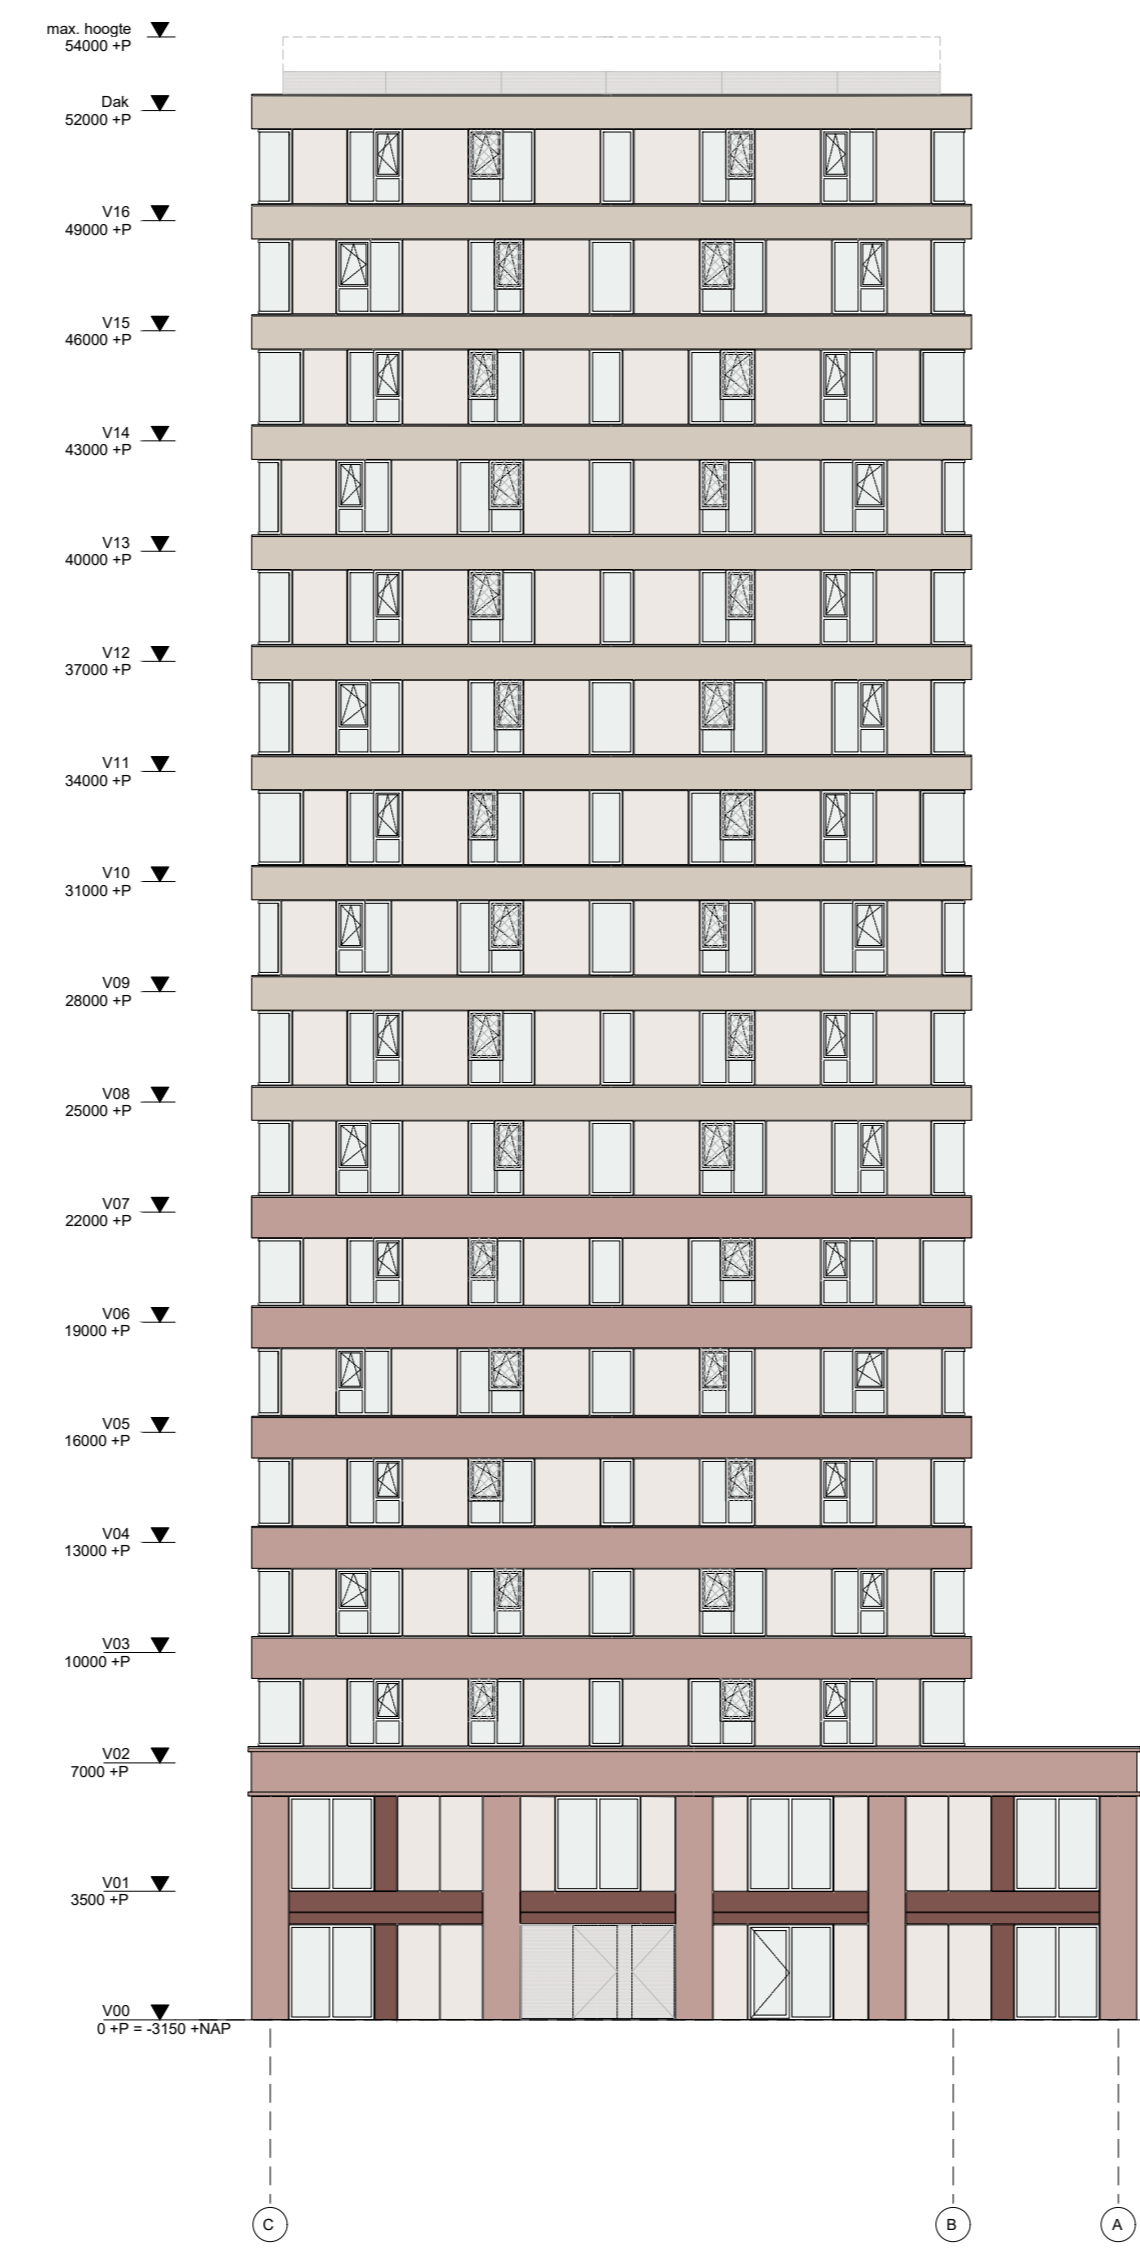 max. hoogte
54000 +P
Dak
52000 +P
V16
49000 +P
V15
46000 +P
V14
43000 +P
V13
40000 +P
V12
37000 +P
V11
34000 +P
V10
31000 +P
V09
28000 +P
V08
25000 +P
V07
22000 +P
V06
19000 +P
V05
16000 +P
V04
13000 +P
V03
10000 +P
V02
7000 +P
V01
3500 +P
V00
0 +P = -3150 +NAP
C B A